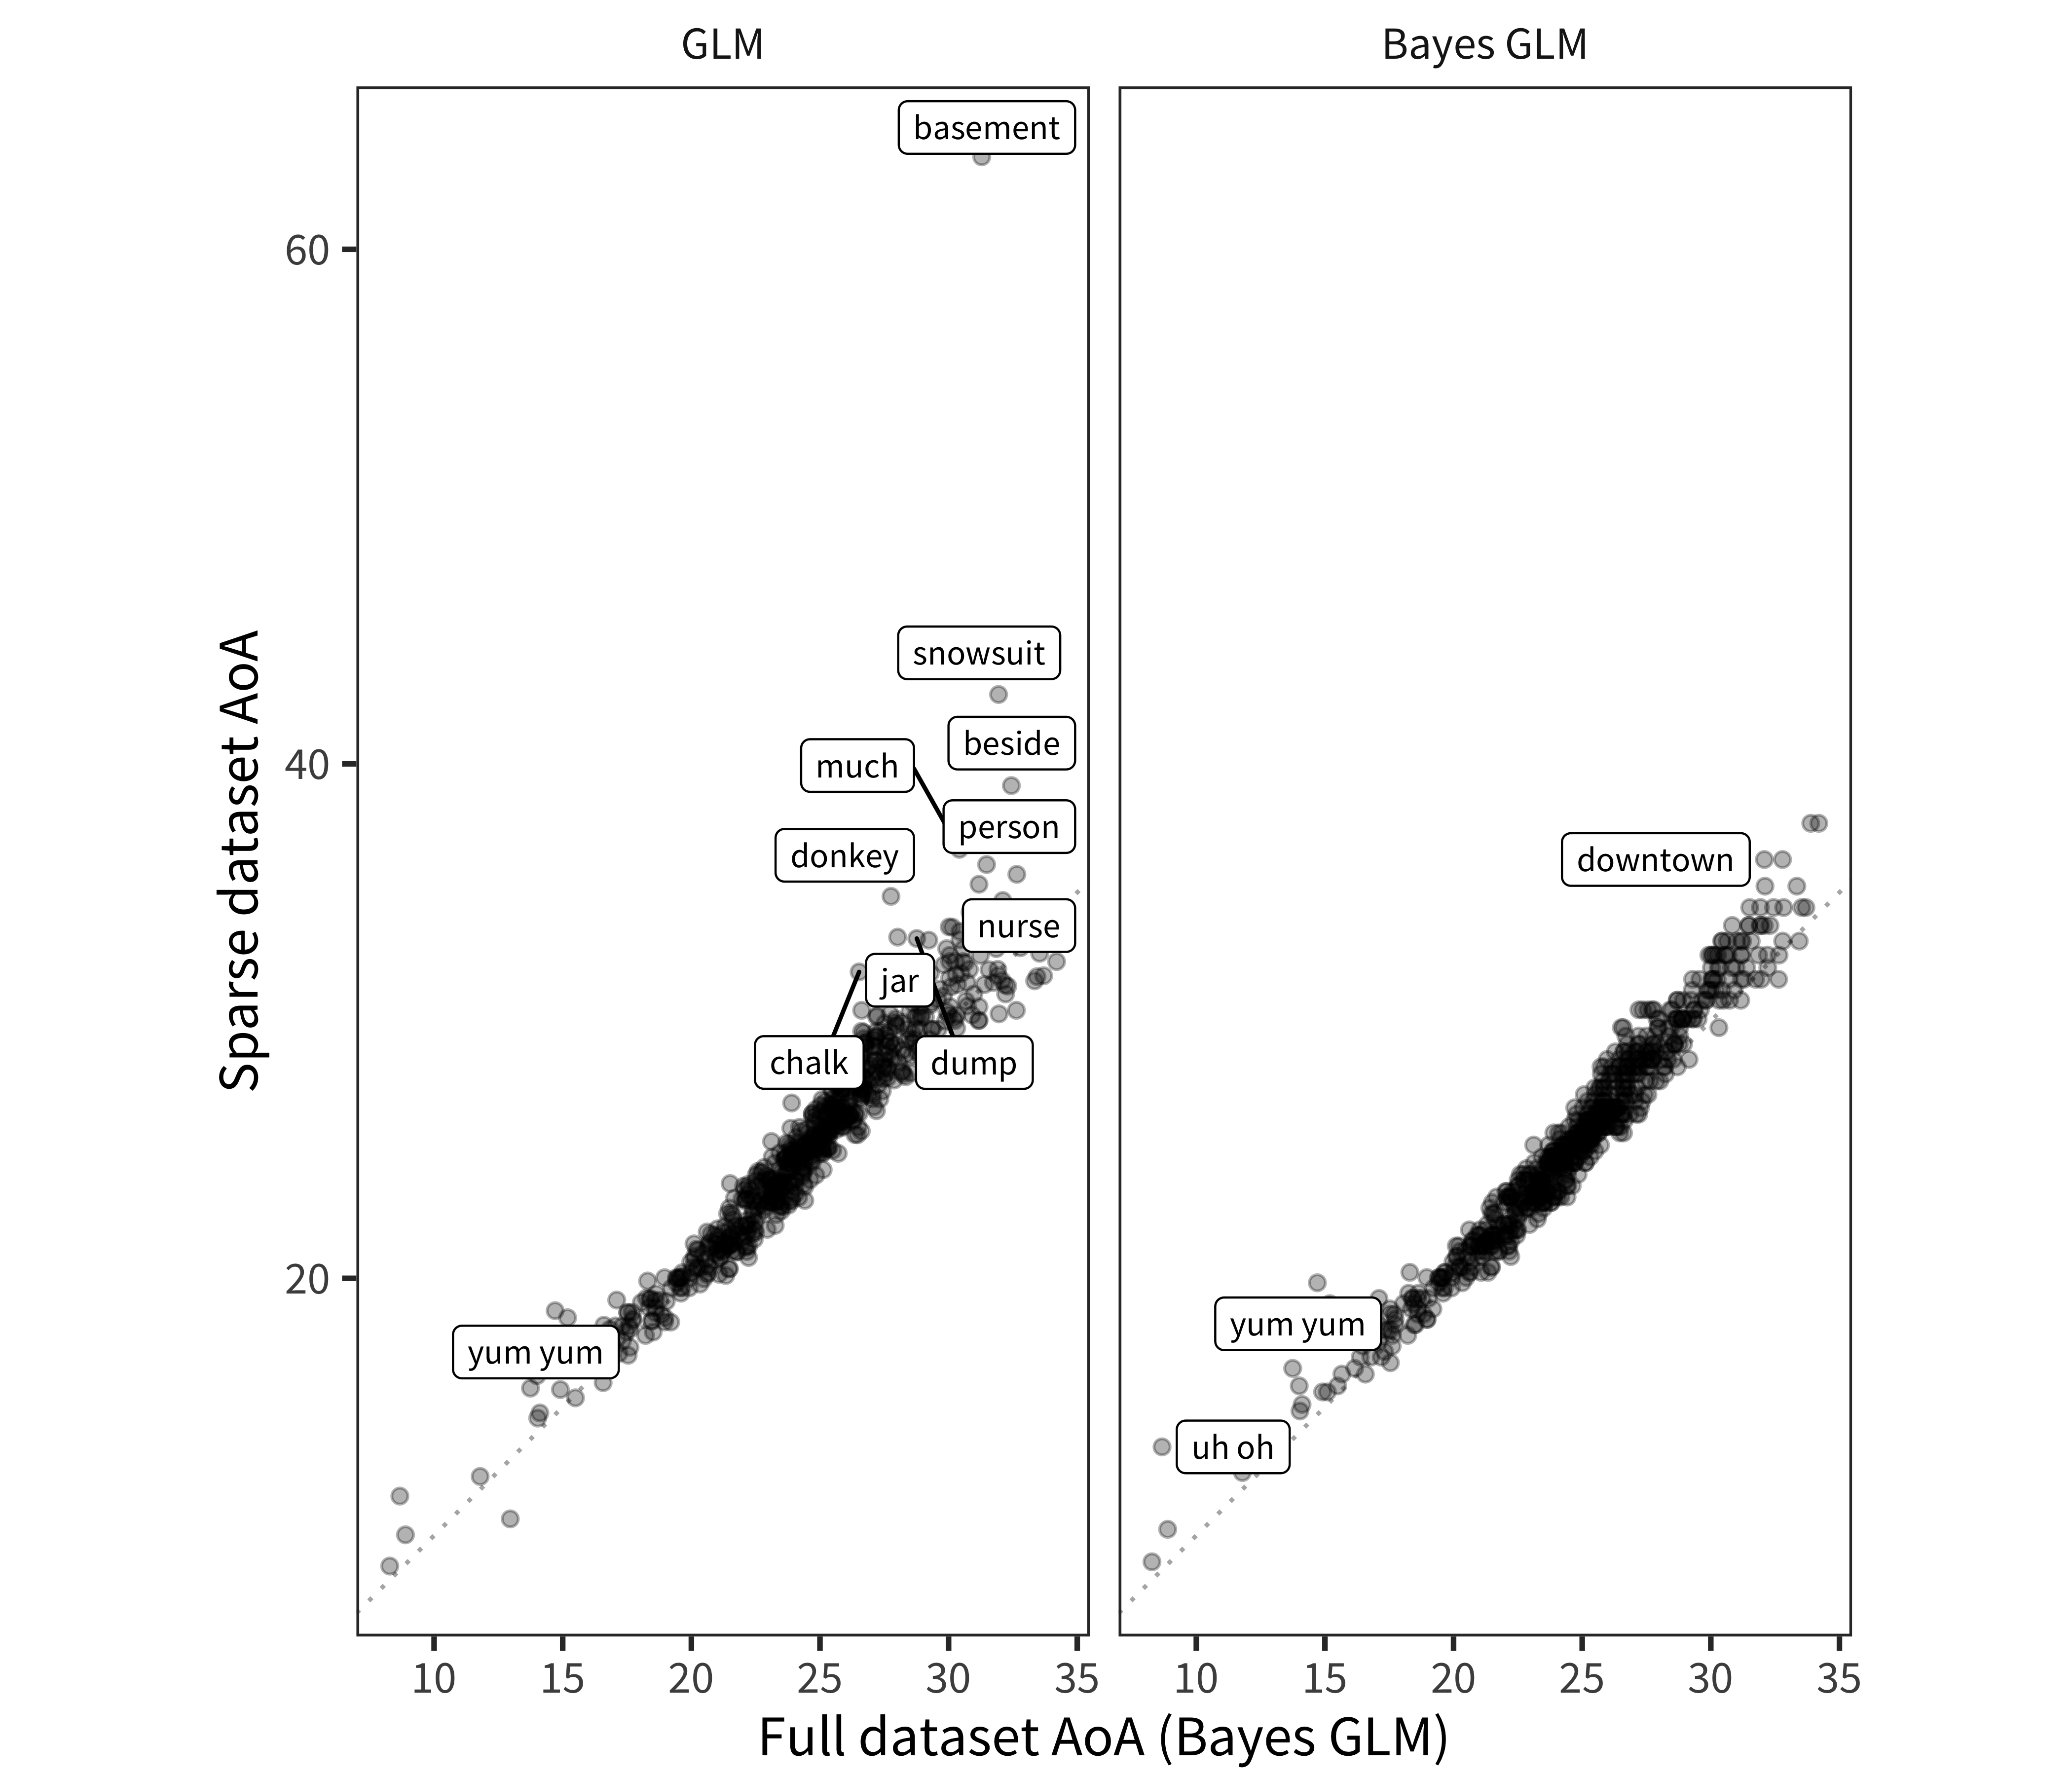 GLM
Bayes GLM
basement
snowsuit
beside
much
person
donkey
nurse
jar
chalk
dump
yum yum
downtown
yum yum
uh oh
60
40
20
Sparse dataset AoA
10 15 20 25 30 35
10 15 20 25 30 35
Full dataset AoA (Bayes GLM)